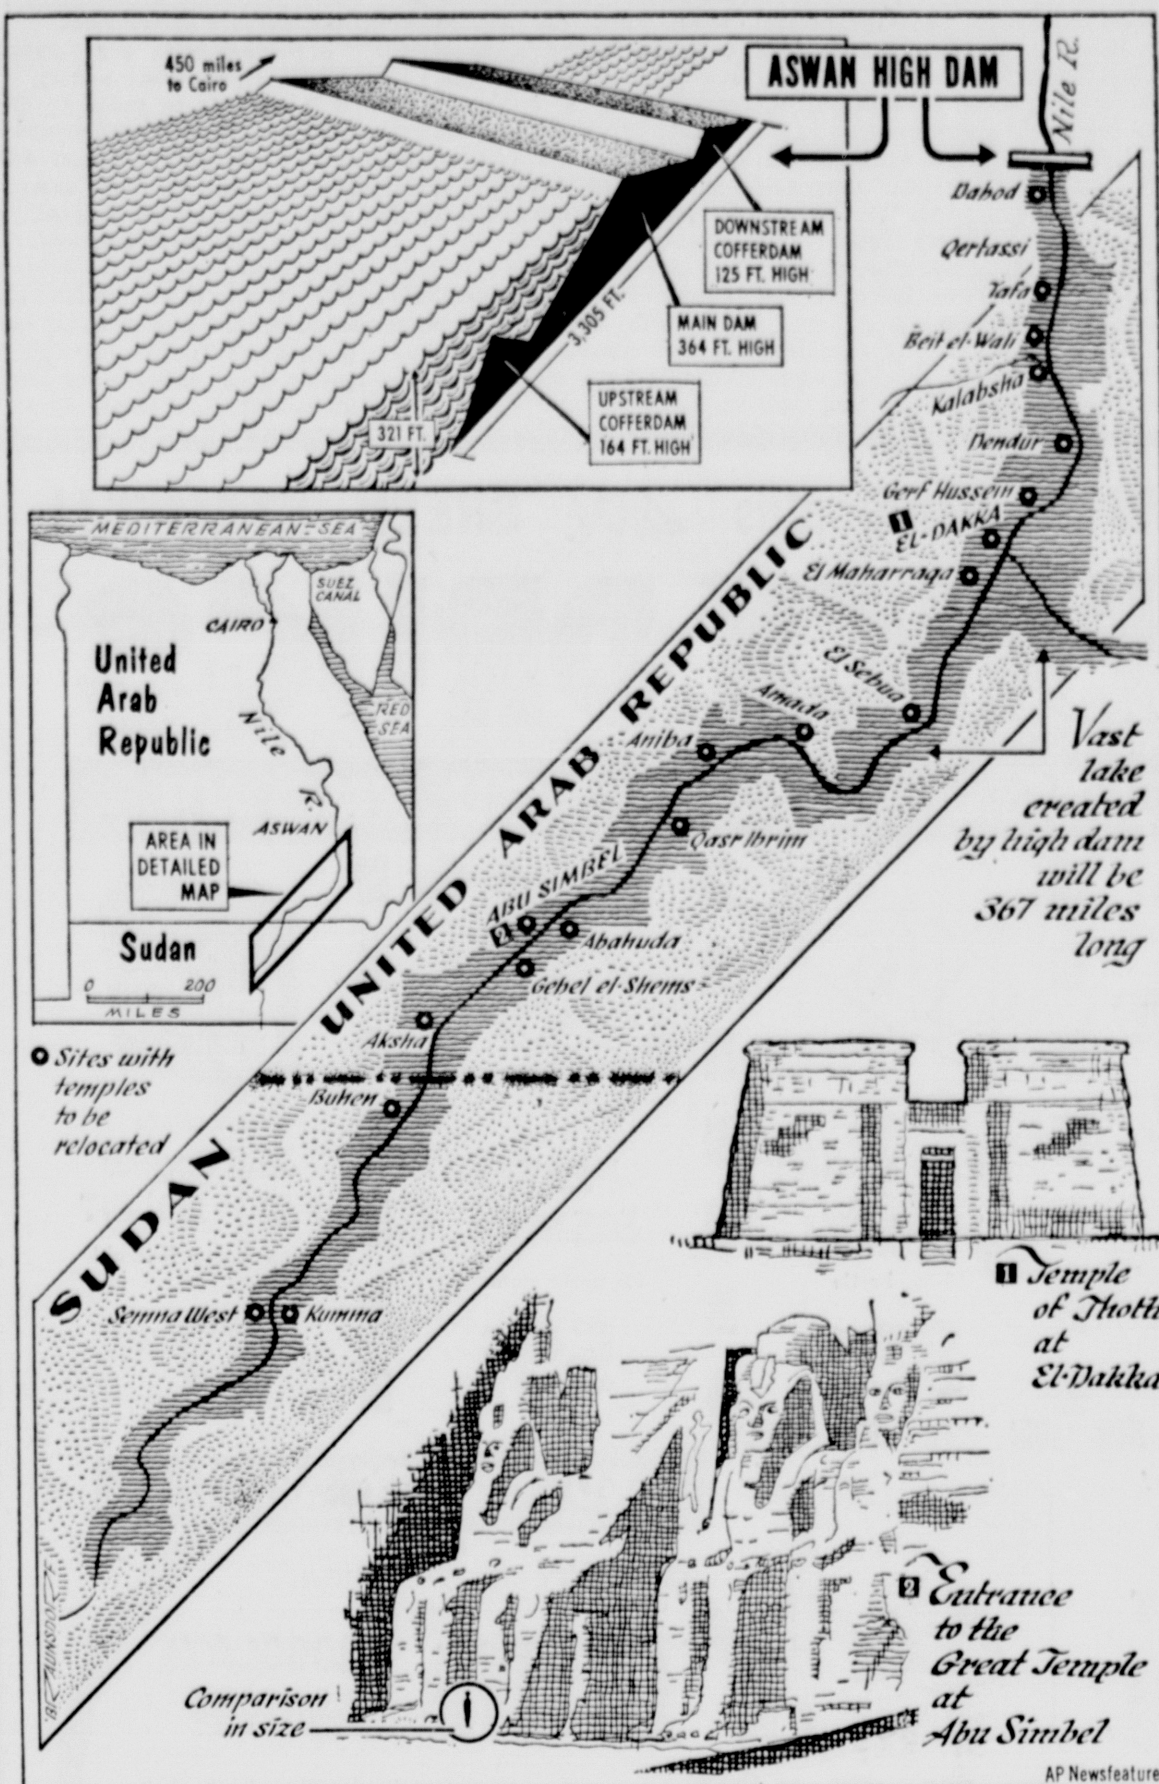 450 miles
to Cairo
ASWAN HIGH DAM
Nile R.
DOWNSTREAM
COFFERDAM
125 FT. HIGH
3,305 FT.
MAIN DAM
364 FT. HIGH
UPSTREAM
COFFERDAM
164 FT. HIGH
321 FT.
Dabod
Qertassi
Tafa
Beit el-Wali
Kalabsha
Dendur
Gerf Hussein
1
EL-DAKKA
El Maharraqa
El Sebua
Amada
Aniba
Qasr Ibrim
ABU SIMBEL
2
Abahuda
Gebel el-Shems
Aksha
Buhen
Semna West
Kumma
UNITED ARAB REPUBLIC
SUDAN
MEDITERRANEAN SEA
SUEZ
CANAL
CAIRO
United
Arab
Republic
Nile
R.
RED
SEA
ASWAN
AREA IN
DETAILED
MAP
Sudan
0 200
MILES
Sites with
temples
to be
relocated
Vast
lake
created
by high dam
will be
367 miles
long
1 Temple
of Thoth
at
El-Dakka
2 Entrance
to the
Great Temple
at
Abu Simbel
Comparison
in size
AP Newsfeature